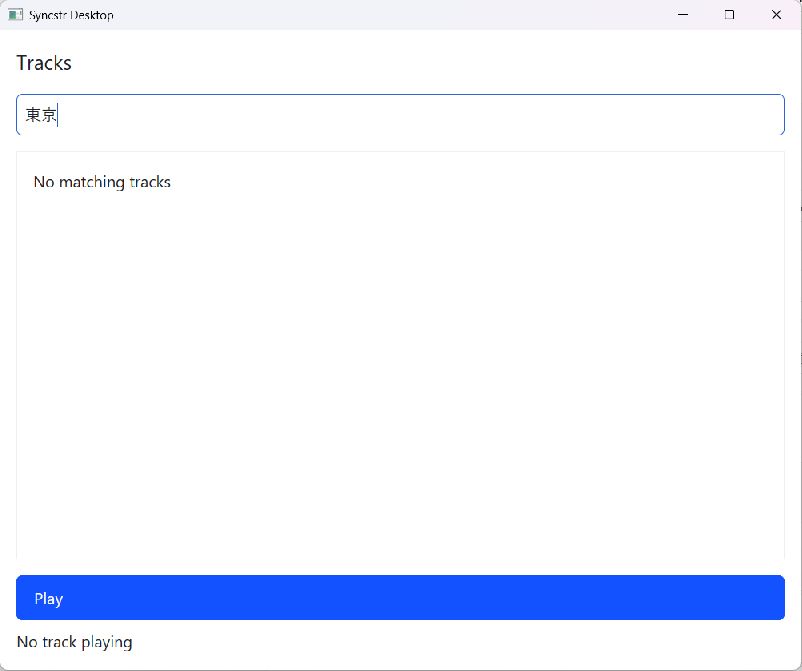 Syncstr Desktop
Tracks
東京
No matching tracks
Play
No track playing